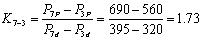 K₇₋₃ = (P₇P − P₃P) / (P₇d − P₃d) = (690 − 560) / (395 − 320) = 1.73